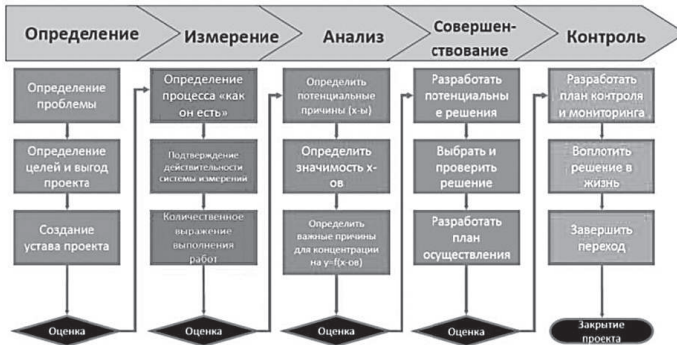 Определение
Измерение
Анализ
Совершен-
ствование
Контроль
Определение
проблемы
Определение
целей и выгод
проекта
Создание
устава проекта
Оценка
Определение
процесса «как
он есть»
Подтверждение
действительности
системы измерений
Количественное
выражение
выполнения
работ
Оценка
Определить
потенциальные
причины (х-ы)
Определить
значимость х-
ов
Определить
важные причины
для концентрации
на y=f(х-ов)
Оценка
Разработать
потенциальны
е решения
Выбрать и
проверить
решение
Разработать
план
осуществления
Оценка
Разработать
план контроля
и мониторинга
Воплотить
решение в
жизнь
Завершить
переход
Закрытие
проекта